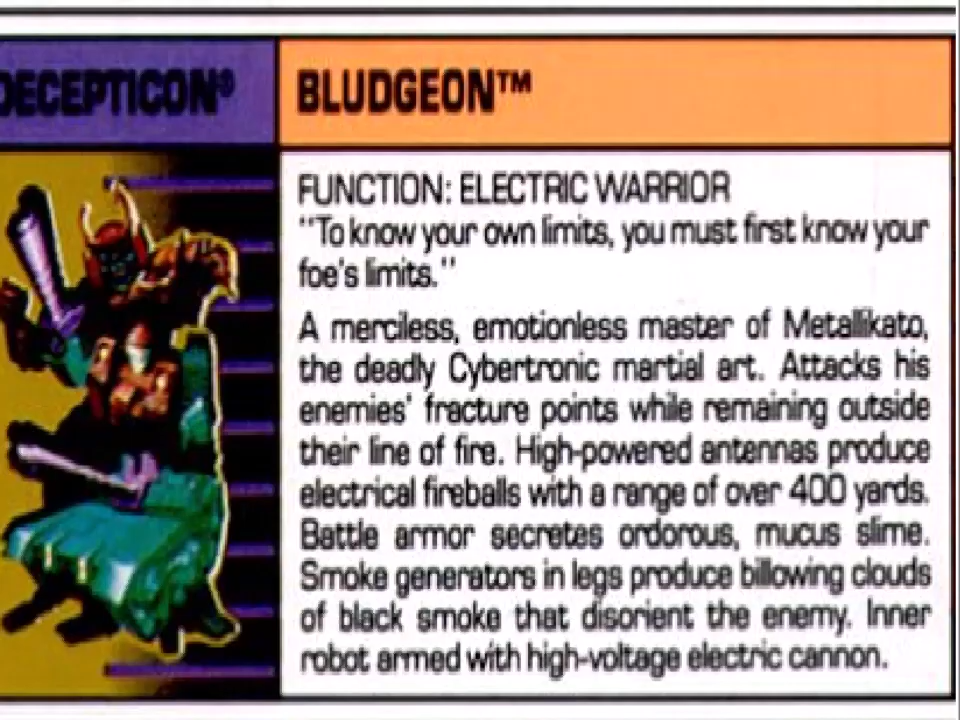 DECEPTICON®
BLUDGEON™
FUNCTION: ELECTRIC WARRIOR
"To know your own limits, you must first know your
foe's limits."
A merciless, emotionless master of Metallikato,
the deadly Cybertronic martial art. Attacks his
enemies' fracture points while remaining outside
their line of fire. High-powered antennas produce
electrical fireballs with a range of over 400 yards.
Battle armor secretes ordorous, mucus slime.
Smoke generators in legs produce billowing clouds
of black smoke that disorient the enemy. Inner
robot armed with high-voltage electric cannon.